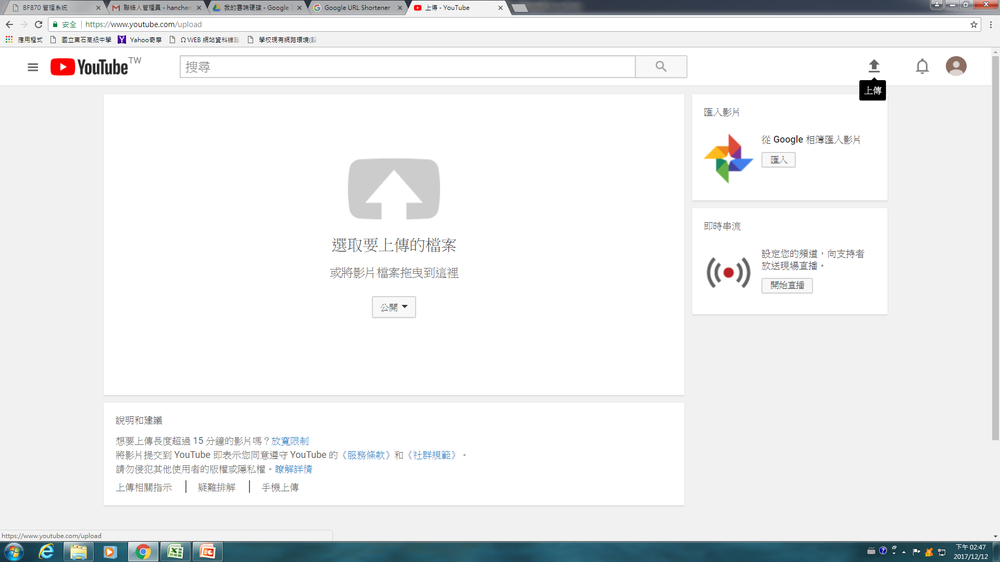 BF870 管理系統
聯絡人管理員 - hanchen
我的雲端硬碟 - Google
Google URL Shortener
上傳 - YouTube
安全
https://www.youtube.com/upload
應用程式
國立東石高級中學
Yahoo奇摩
Ω WEB 網站資料維護
學校現有網路環境(設
YouTube TW
搜尋
上傳
選取要上傳的檔案
或將影片檔案拖曳到這裡
公開
匯入影片
從 Google 相簿匯入影片
匯入
即時串流
設定您的頻道，向支持者
放送現場直播。
開始直播
說明和建議
想要上傳長度超過 15 分鐘的影片嗎？放寬限制
將影片提交到 YouTube 即表示您同意遵守 YouTube 的《服務條款》和《社群規範》。
請勿侵犯其他使用者的版權或隱私權。瞭解詳情
上傳相關指示
疑難排解
手機上傳
https://www.youtube.com/upload
下午 02:47
2017/12/12